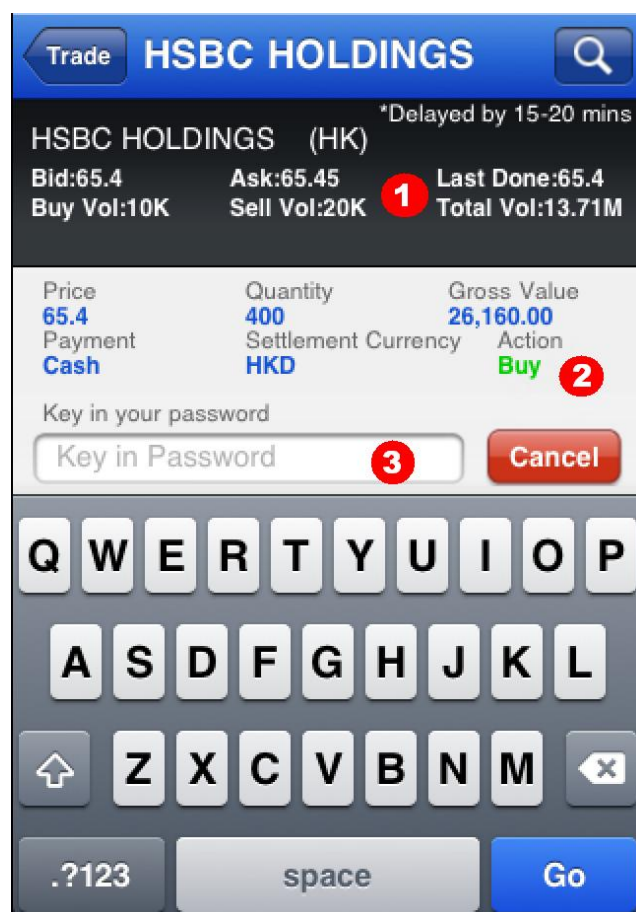 Trade HSBC HOLDINGS
*Delayed by 15-20 mins
HSBC HOLDINGS (HK)
Bid:65.4 Ask:65.45 Last Done:65.4
1
Buy Vol:10K Sell Vol:20K Total Vol:13.71M
Price Quantity Gross Value
65.4 400 26,160.00
Payment Settlement Currency Action
Cash HKD Buy
2
Key in your password
Key in Password 3 Cancel
Q W E R T Y U I O P
A S D F G H J K L
Z X C V B N M
.?123 space Go